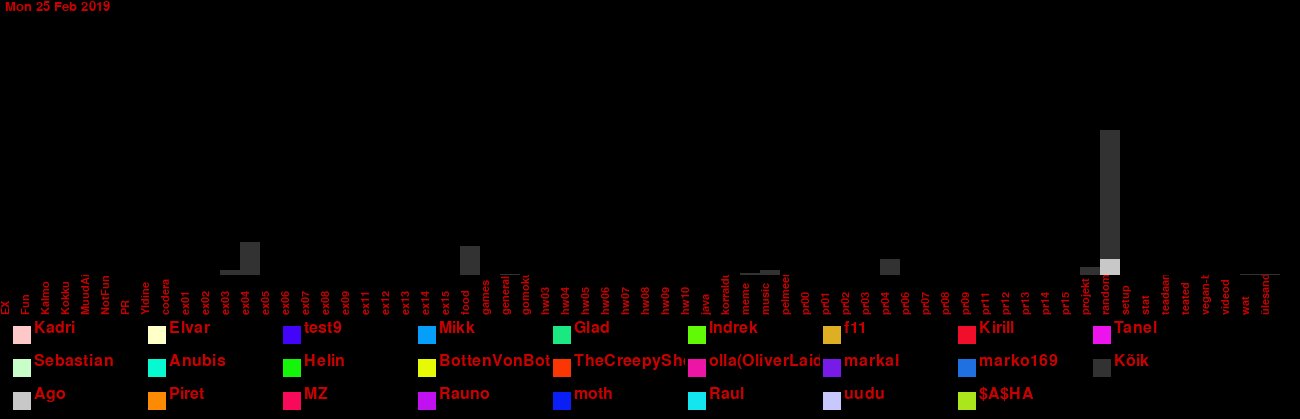 Mon 25 Feb 2019
EX
Fun
Kalmo
Kokku
MuudAi
NotFun
PR
Yldine
codera
ex01
ex02
ex03
ex04
ex05
ex06
ex07
ex08
ex09
ex11
ex12
ex13
ex14
ex15
food
games
general
gomoku
hw03
hw04
hw05
hw06
hw07
hw08
hw09
hw10
java
korraldu
meme
music
pelmeen
pr00
pr01
pr02
pr03
pr04
pr06
pr07
pr08
pr09
pr11
pr12
pr13
pr14
pr15
projekt
random
setup
stat
teadaan
teated
vegan-t
videod
wat
ülesand
Kadri Elvar test9 Mikk Glad Indrek f11 Kirill Tanel
Sebastian Anubis Helin BottenVonBot TheCreepySh olla(OliverLaid markal marko169 Kõik
Ago Piret MZ Rauno moth Raul uudu $A$HA